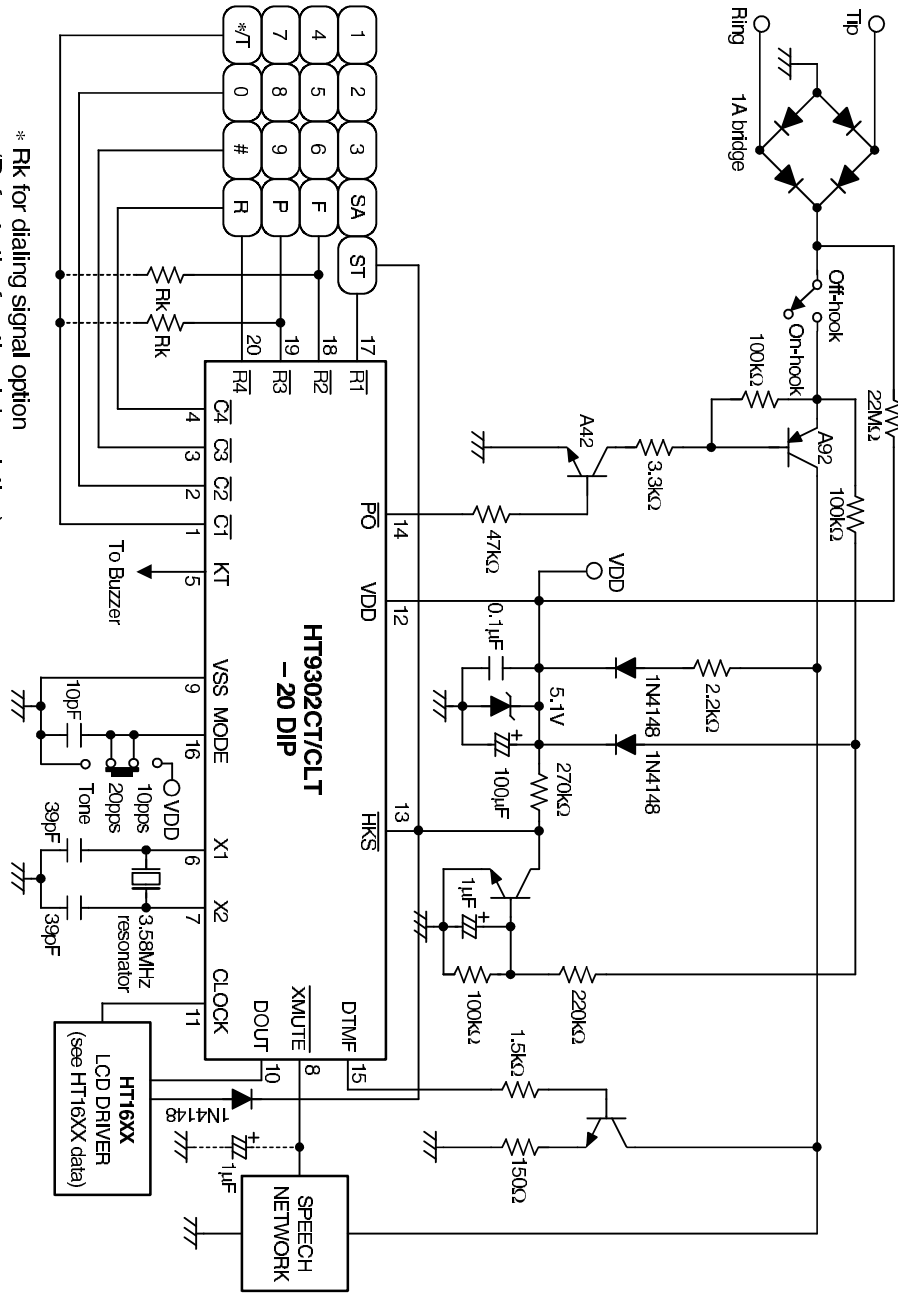 Tip
Ring
1A bridge
Off-hook
On-hook
22MΩ
100kΩ
A92
100kΩ
3.3kΩ
A42
47kΩ
VDD
0.1μF
5.1V
+
100μF
1N4148
2.2kΩ
1N4148
270kΩ
1μF
+
100kΩ
220kΩ
1.5kΩ
150Ω
1 2 3 SA ST
4 5 6 F
7 8 9 P
*/T 0 # R
Rk
Rk
20 19 18 17
R4 R3 R2 R1
14
PO
12
VDD
13
HKS
15
DTMF
8
XMUTE
10
DOUT
HT9302CT/CLT
– 20 DIP
C4 C3 C2 C1 KT VSS MODE X1 X2 CLOCK
4 3 2 1 5 9 16 6 7 11
To Buzzer
10pF
VDD
10pps
20pps
Tone
39pF
39pF
3.58MHz
resonator
1N4148
+
1μF
HT16XX
LCD DRIVER
(see HT16XX data)
SPEECH
NETWORK
* Rk for dialing signal option